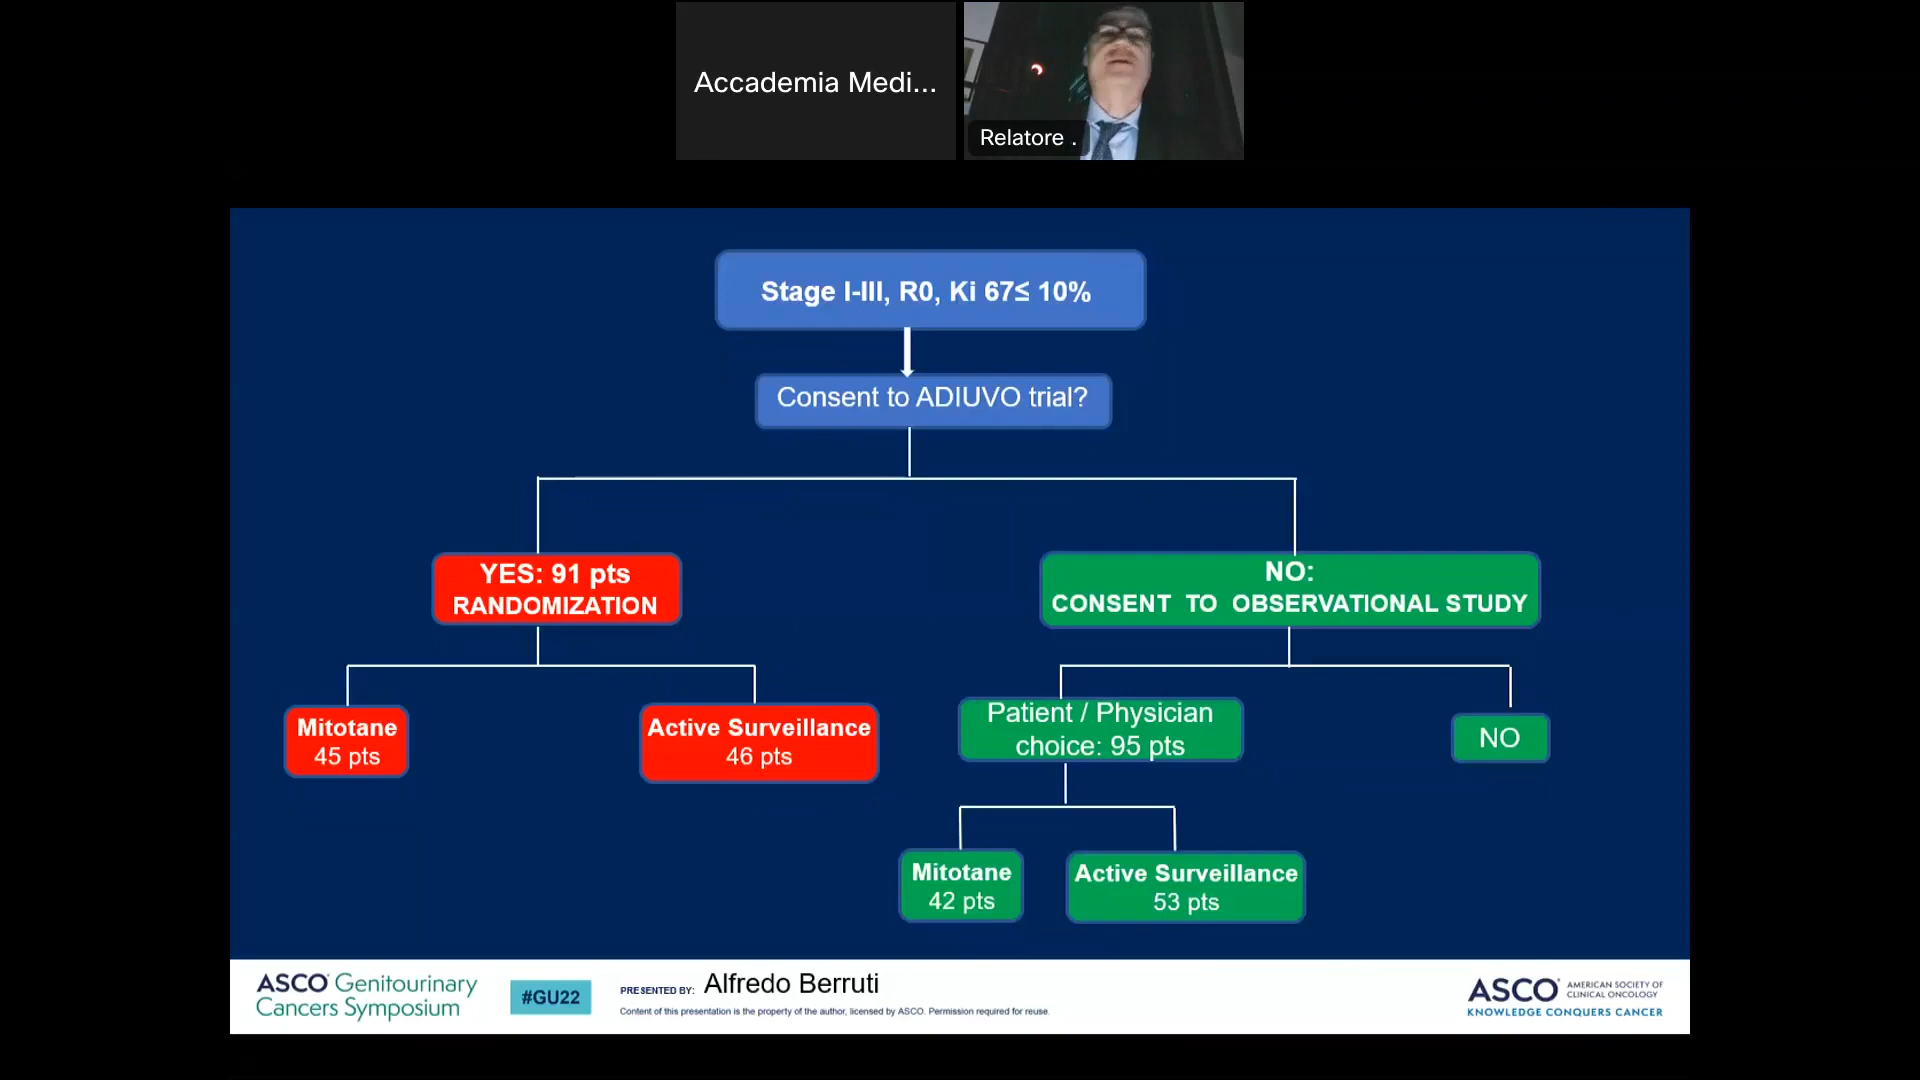 Accademia Medi...
Relatore .
Stage I-III, R0, Ki 67≤ 10%
Consent to ADIUVO trial?
YES: 91 pts
RANDOMIZATION
NO:
CONSENT TO OBSERVATIONAL STUDY
Mitotane
45 pts
Active Surveillance
46 pts
Patient / Physician
choice: 95 pts
NO
Mitotane
42 pts
Active Surveillance
53 pts
ASCO Genitourinary
Cancers Symposium
#GU22
PRESENTED BY: Alfredo Berruti
Content of this presentation is the property of the author, licensed by ASCO. Permission required for reuse.
ASCO AMERICAN SOCIETY OF
CLINICAL ONCOLOGY
KNOWLEDGE CONQUERS CANCER